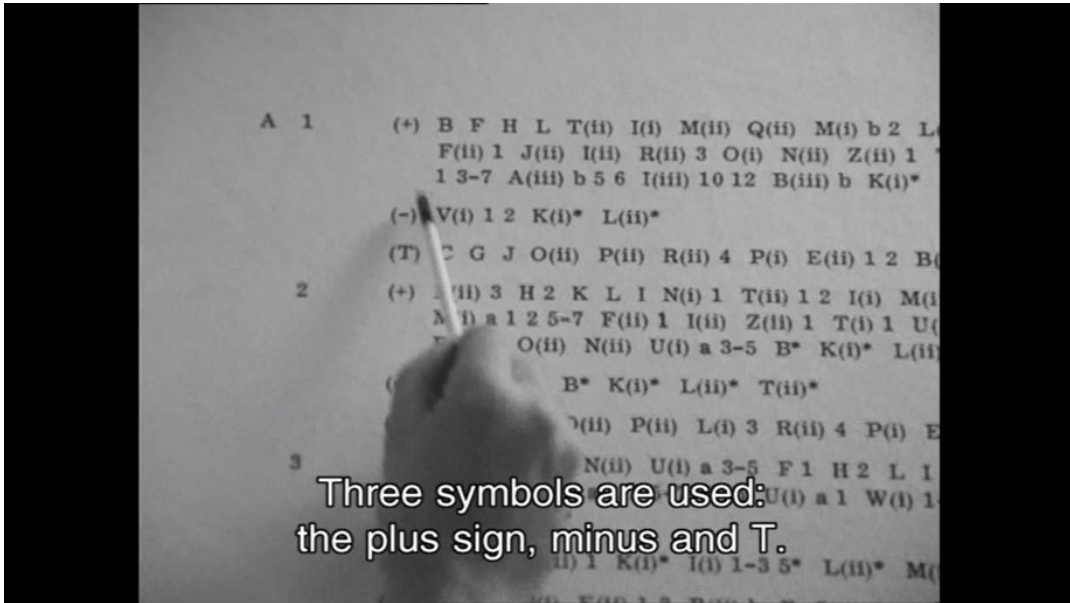 A 1 (+) B F H L T(ii) I(i) M(ii) Q(ii) M(i) b 2
F(ii) 1 J(ii) I(ii) R(ii) 3 O(i) N(ii) Z(ii) 1
1 3-7 A(iii) b 5 6 I(iii) 10 12 B(iii) b K(i)*
(-) V(i) 1 2 K(i)* L(ii)*
(T) C G J O(ii) P(ii) R(ii) 4 P(i) E(ii) 1 2
2 (+) 3 H 2 K L I N(i) 1 T(ii) 1 2 I(i)
a 1 2 5-7 F(ii) 1 I(ii) Z(ii) 1 T(i) 1
O(ii) N(ii) U(i) a 3-5 B* K(i)* L(ii)
B* K(i)* L(ii)* T(ii)*
P(ii) L(i) 3 R(ii) 4 P(i) E
3 N(ii) U(i) a 3-5 F 1 H 2 L I
U(i) a 1 W(i)
Three symbols are used:
the plus sign, minus and T.
1 K(i)* I(i) 1-3 5* L(ii)*